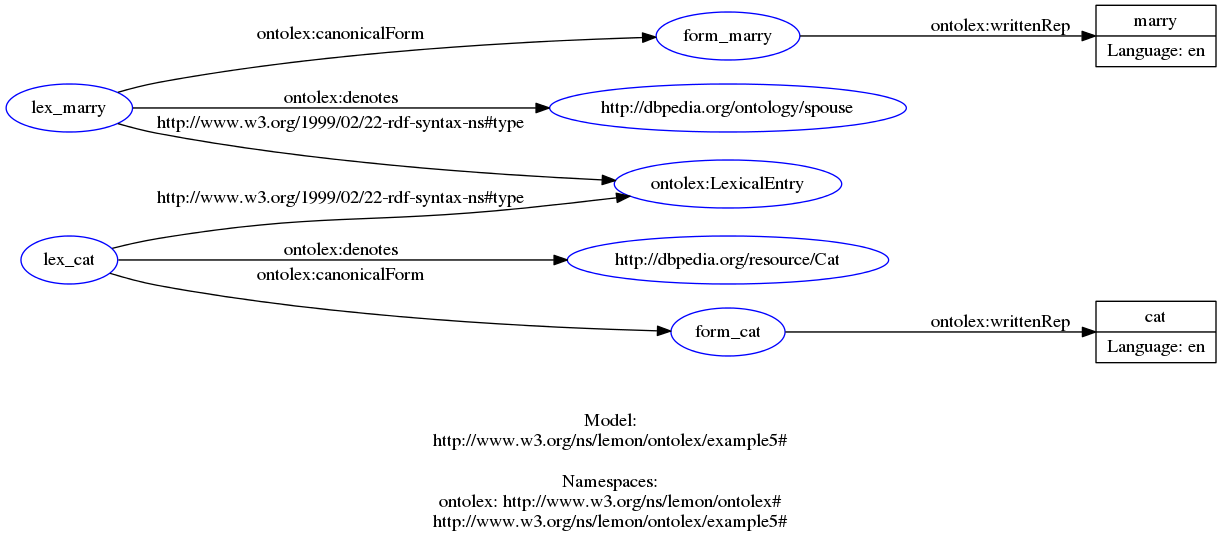 ontolex:canonicalForm
form_marry
ontolex:writtenRep
marry
Language: en
lex_marry
ontolex:denotes
http://dbpedia.org/ontology/spouse
http://www.w3.org/1999/02/22-rdf-syntax-ns#type
ontolex:LexicalEntry
http://www.w3.org/1999/02/22-rdf-syntax-ns#type
lex_cat
ontolex:denotes
http://dbpedia.org/resource/Cat
ontolex:canonicalForm
form_cat
ontolex:writtenRep
cat
Language: en
Model:
http://www.w3.org/ns/lemon/ontolex/example5#
Namespaces:
ontolex: http://www.w3.org/ns/lemon/ontolex#
http://www.w3.org/ns/lemon/ontolex/example5#